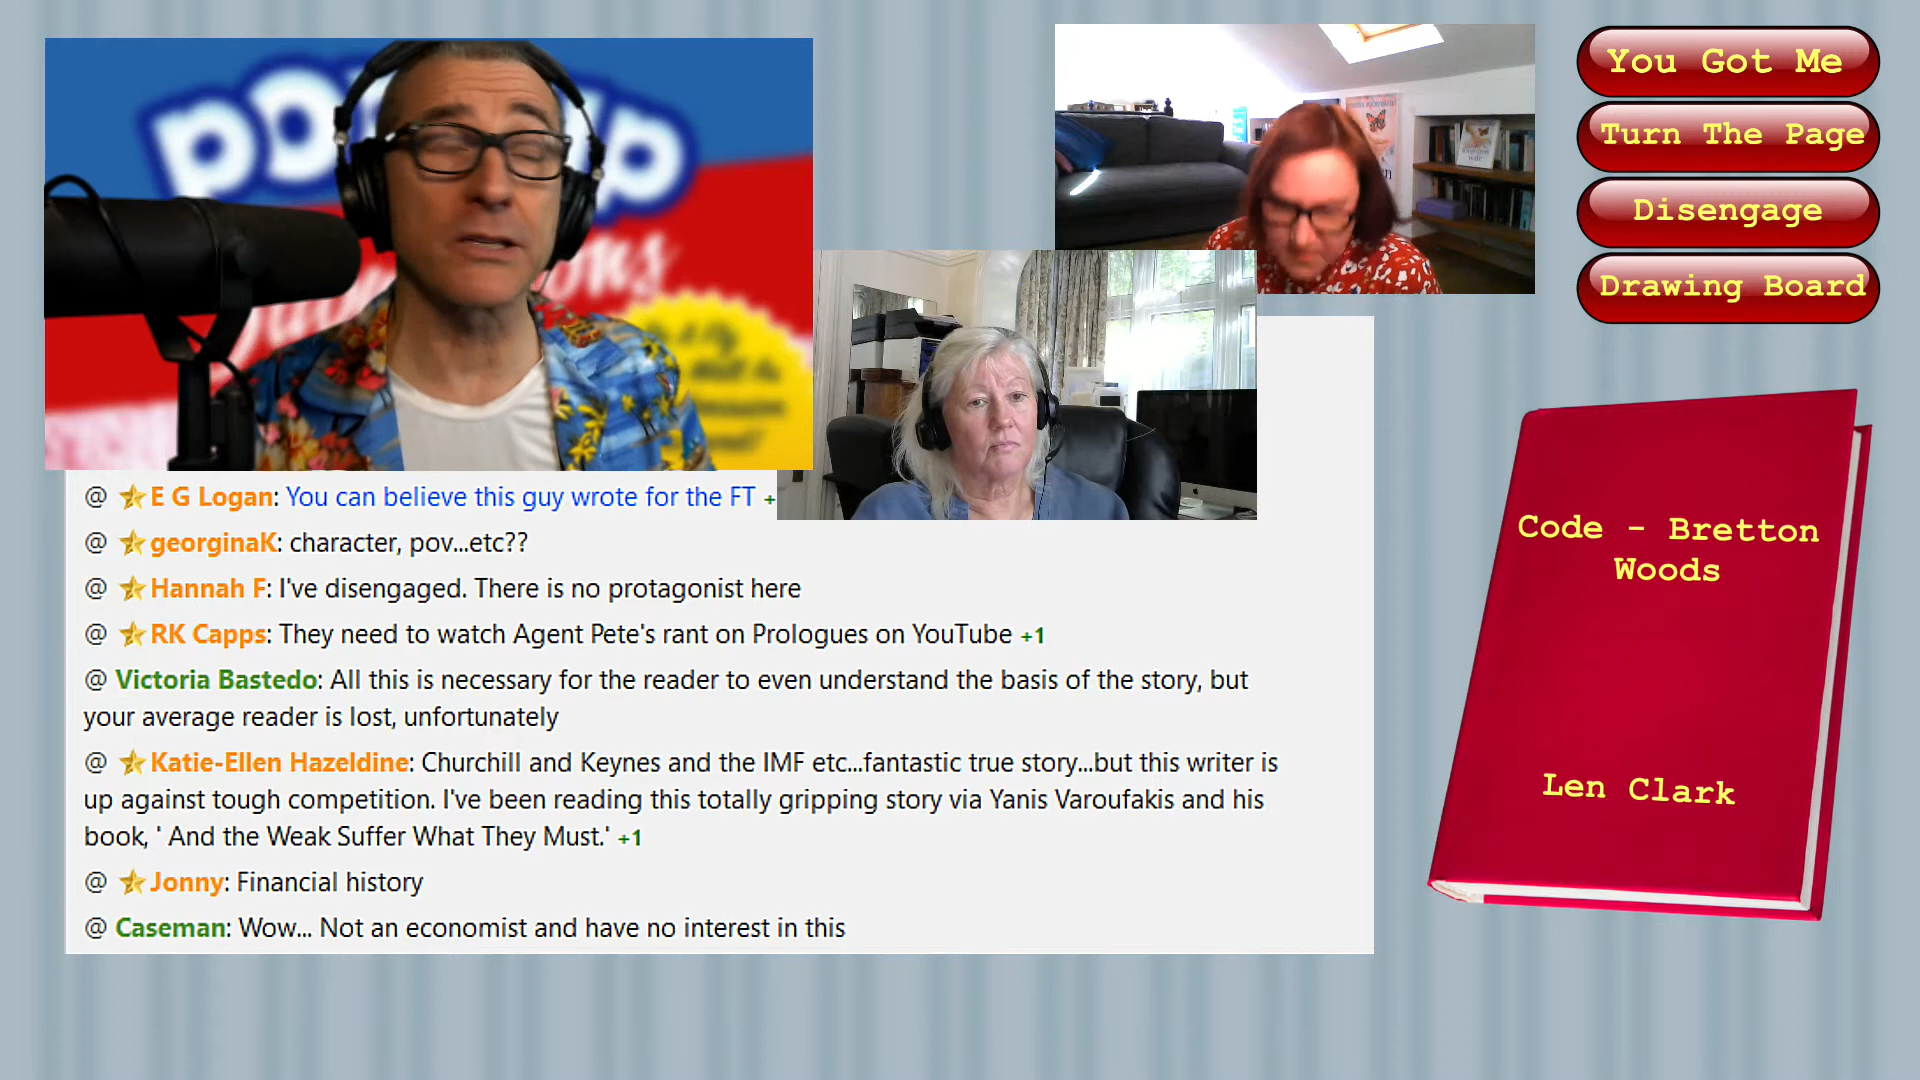 You Got Me
Turn The Page
Disengage
Drawing Board
@ E G Logan: You can believe this guy wrote for the FT +
@ georginaK: character, pov...etc??
@ Hannah F: I've disengaged. There is no protagonist here
@ RK Capps: They need to watch Agent Pete's rant on Prologues on YouTube +1
@ Victoria Bastedo: All this is necessary for the reader to even understand the basis of the story, but
your average reader is lost, unfortunately
@ Katie-Ellen Hazeldine: Churchill and Keynes and the IMF etc...fantastic true story...but this writer is
up against tough competition. I've been reading this totally gripping story via Yanis Varoufakis and his
book, ' And the Weak Suffer What They Must.' +1
@ Jonny: Financial history
@ Caseman: Wow... Not an economist and have no interest in this
Code - Bretton
Woods
Len Clark